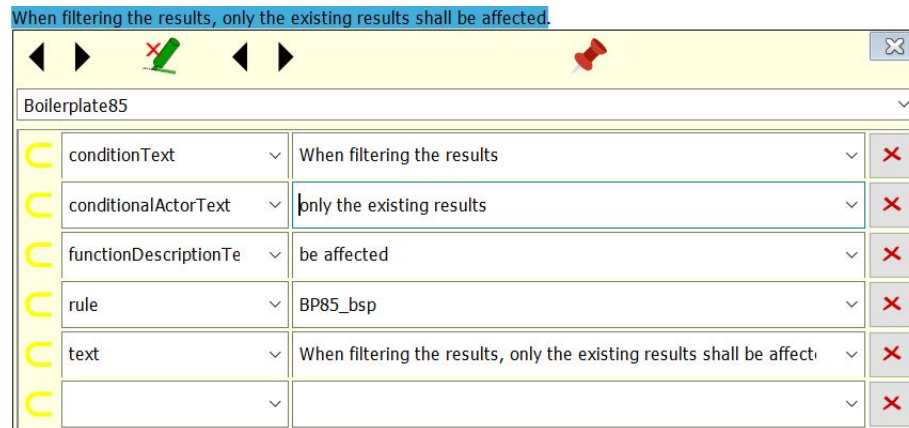 When filtering the results, only the existing results shall be affected.
Boilerplate85
conditionText When filtering the results
conditionalActorText only the existing results
functionDescriptionTe be affected
rule BP85_bsp
text When filtering the results, only the existing results shall be affect